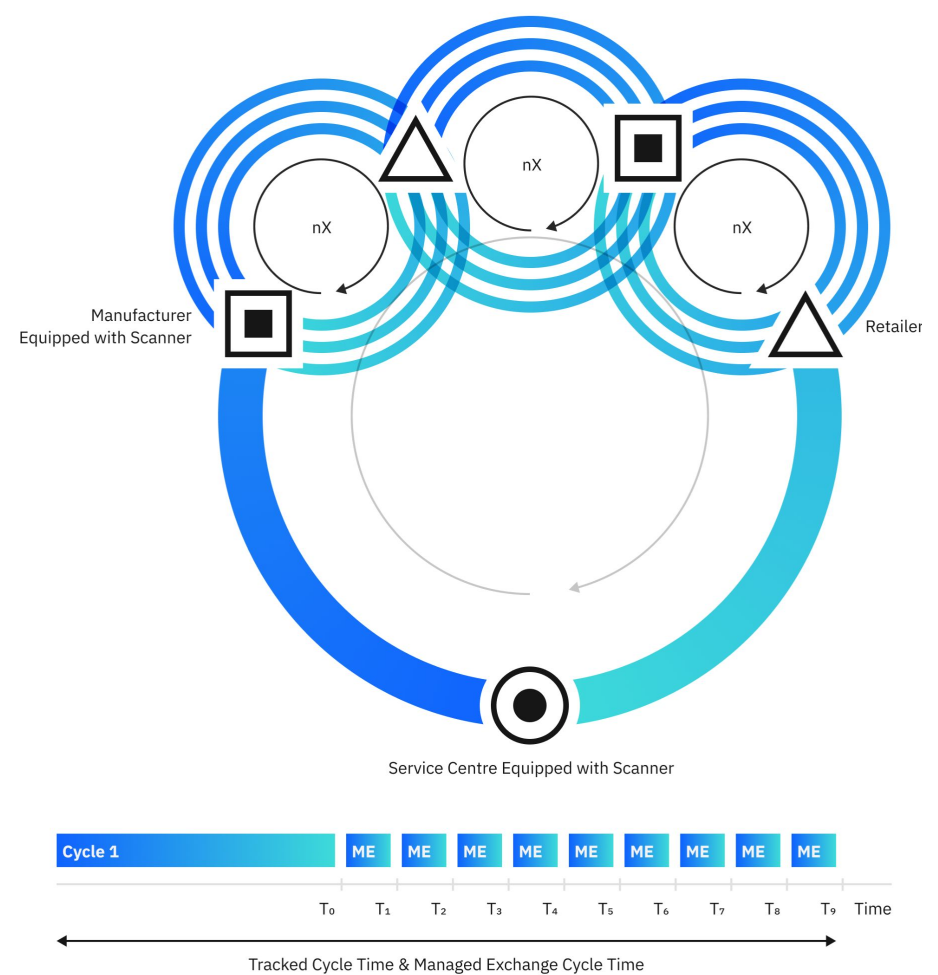 nX
nX
nX
Manufacturer
Equipped with Scanner
Retailer
Service Centre Equipped with Scanner
Cycle 1 ME ME ME ME ME ME ME ME ME
T₀ T₁ T₂ T₃ T₄ T₅ T₆ T₇ T₈ T₉ Time
Tracked Cycle Time & Managed Exchange Cycle Time